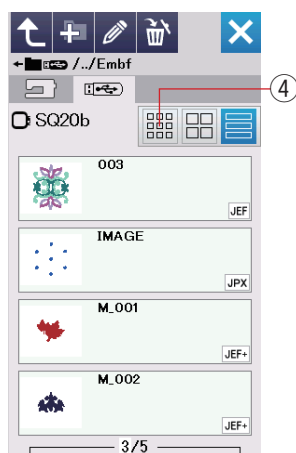 /../Embf
④
SQ20b
003
JEF
IMAGE
JPX
M_001
JEF+
M_002
JEF+
3/5